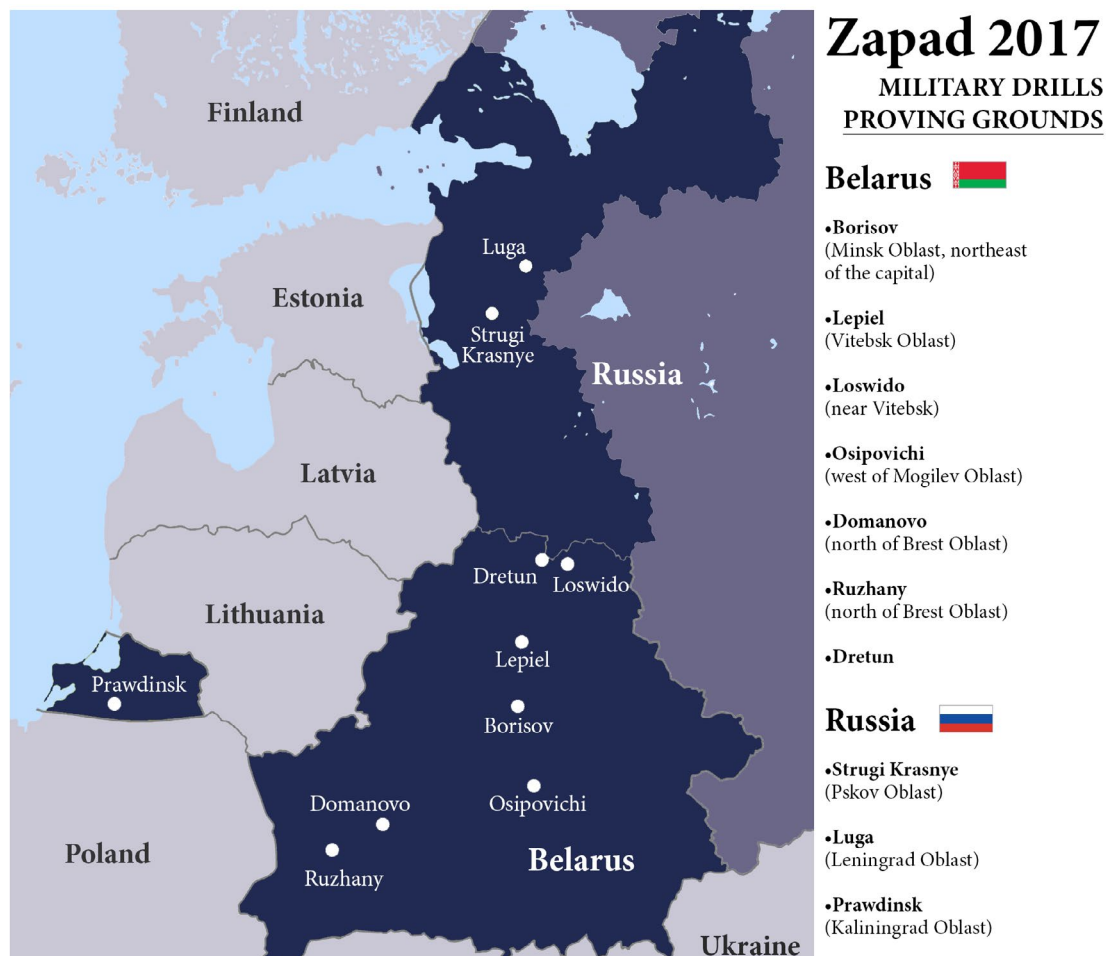 Zapad 2017
MILITARY DRILLS
PROVING GROUNDS
Belarus
•Borisov
(Minsk Oblast, northeast
of the capital)
•Lepiel
(Vitebsk Oblast)
•Loswido
(near Vitebsk)
•Osipovichi
(west of Mogilev Oblast)
•Domanovo
(north of Brest Oblast)
•Ruzhany
(north of Brest Oblast)
•Dretun
Russia
•Strugi Krasnye
(Pskov Oblast)
•Luga
(Leningrad Oblast)
•Prawdinsk
(Kaliningrad Oblast)
Finland
Luga
Estonia
Strugi
Krasnye
Russia
Latvia
Dretun
Loswido
Lithuania
Lepiel
Prawdinsk
Borisov
Domanovo
Osipovichi
Poland
Ruzhany
Belarus
Ukraine